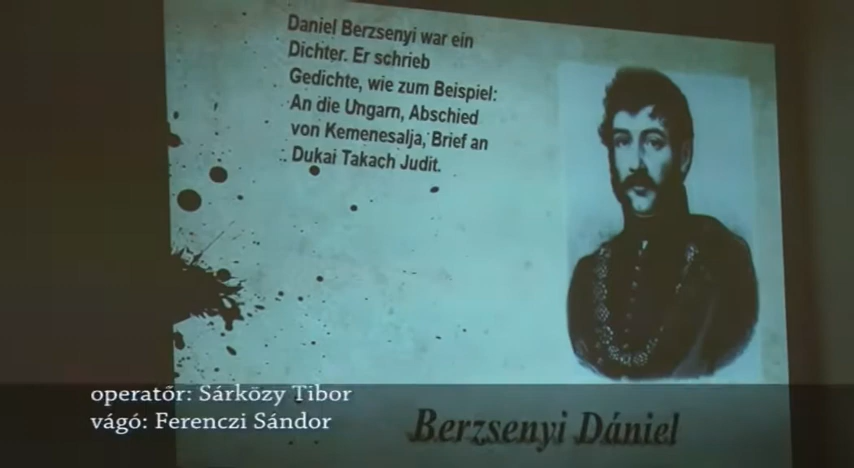 Daniel Berzsenyi war ein
Dichter. Er schrieb
Gedichte, wie zum Beispiel:
An die Ungarn, Abschied
von Kemenesalja, Brief an
Dukai Takach Judit.
operatőr: Sárközy Tibor
vágó: Ferenczi Sándor
Berzsenyi Dániel